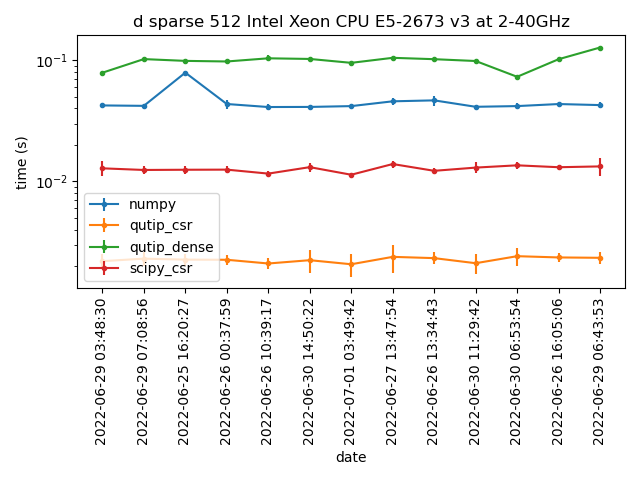 d sparse 512 Intel Xeon CPU E5-2673 v3 at 2-40GHz
time (s)
10⁻¹
10⁻²
numpy
qutip_csr
qutip_dense
scipy_csr
2022-06-29 03:48:30
2022-06-29 07:08:56
2022-06-25 16:20:27
2022-06-26 00:37:59
2022-06-26 10:39:17
2022-06-30 14:50:22
2022-07-01 03:49:42
2022-06-27 13:47:54
2022-06-26 13:34:43
2022-06-30 11:29:42
2022-06-30 06:53:54
2022-06-26 16:05:06
2022-06-29 06:43:53
date